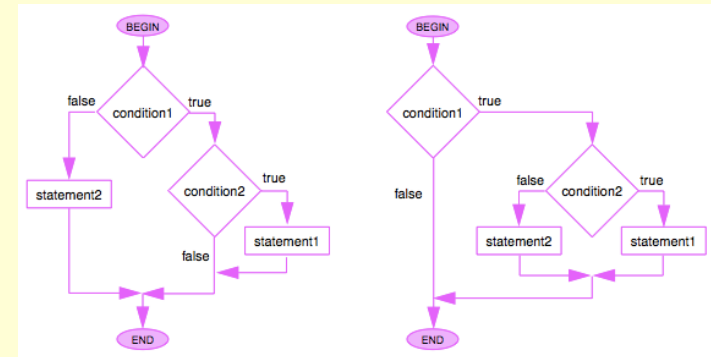 BEGIN
false
true
condition1
true
condition2
statement2
statement1
false
END
BEGIN
true
condition1
false
false
true
condition2
statement2
statement1
END